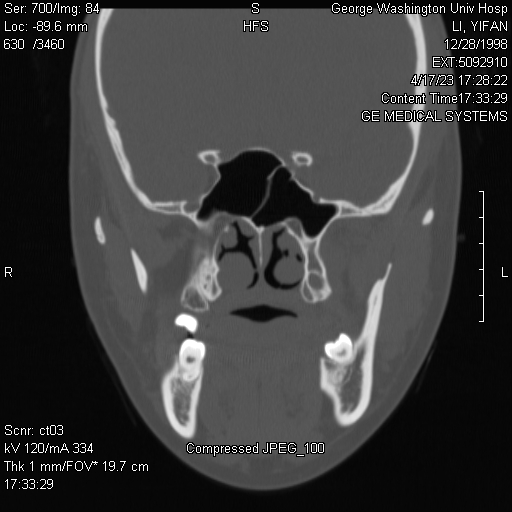 Ser: 700/Img: 84
Loc: -89.6 mm
630 /3460
S
HFS
George Washington Univ Hosp
LI, YIFAN
12/28/1998
EXT:5092910
4/17/23 17:28:22
Content Time17:33:29
GE MEDICAL SYSTEMS
R
L
Scnr: ct03
kV 120/mA 334
Thk 1 mm/FOV* 19.7 cm
17:33:29
Compressed JPEG_100